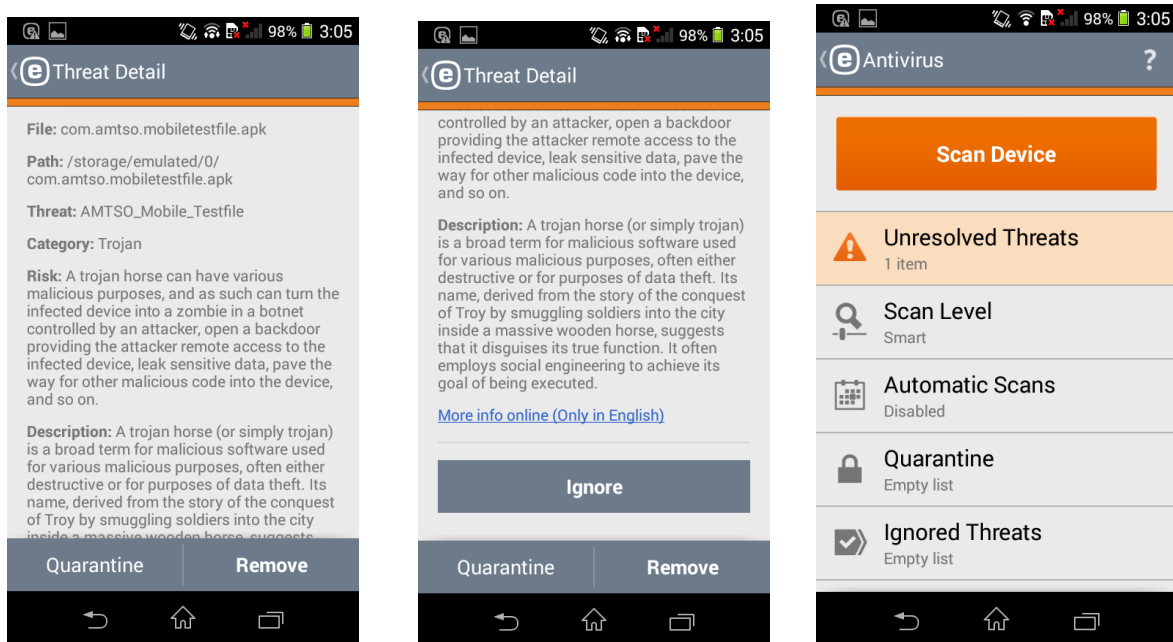 98% 3:05
e Threat Detail
File: com.amtso.mobiletestfile.apk
Path: /storage/emulated/0/
com.amtso.mobiletestfile.apk
Threat: AMTSO_Mobile_Testfile
Category: Trojan
Risk: A trojan horse can have various
malicious purposes, and as such can turn the
infected device into a zombie in a botnet
controlled by an attacker, open a backdoor
providing the attacker remote access to the
infected device, leak sensitive data, pave the
way for other malicious code into the device,
and so on.
Description: A trojan horse (or simply trojan)
is a broad term for malicious software used
for various malicious purposes, often either
destructive or for purposes of data theft. Its
name, derived from the story of the conquest
of Troy by smuggling soldiers into the city
inside a massive wooden horse, suggests
Quarantine Remove
98% 3:05
e Threat Detail
controlled by an attacker, open a backdoor
providing the attacker remote access to the
infected device, leak sensitive data, pave the
way for other malicious code into the device,
and so on.
Description: A trojan horse (or simply trojan)
is a broad term for malicious software used
for various malicious purposes, often either
destructive or for purposes of data theft. Its
name, derived from the story of the conquest
of Troy by smuggling soldiers into the city
inside a massive wooden horse, suggests
that it disguises its true function. It often
employs social engineering to achieve its
goal of being executed.
More info online (Only in English)
Ignore
Quarantine Remove
98% 3:05
e Antivirus ?
Scan Device
Unresolved Threats
1 item
Scan Level
Smart
Automatic Scans
Disabled
Quarantine
Empty list
Ignored Threats
Empty list